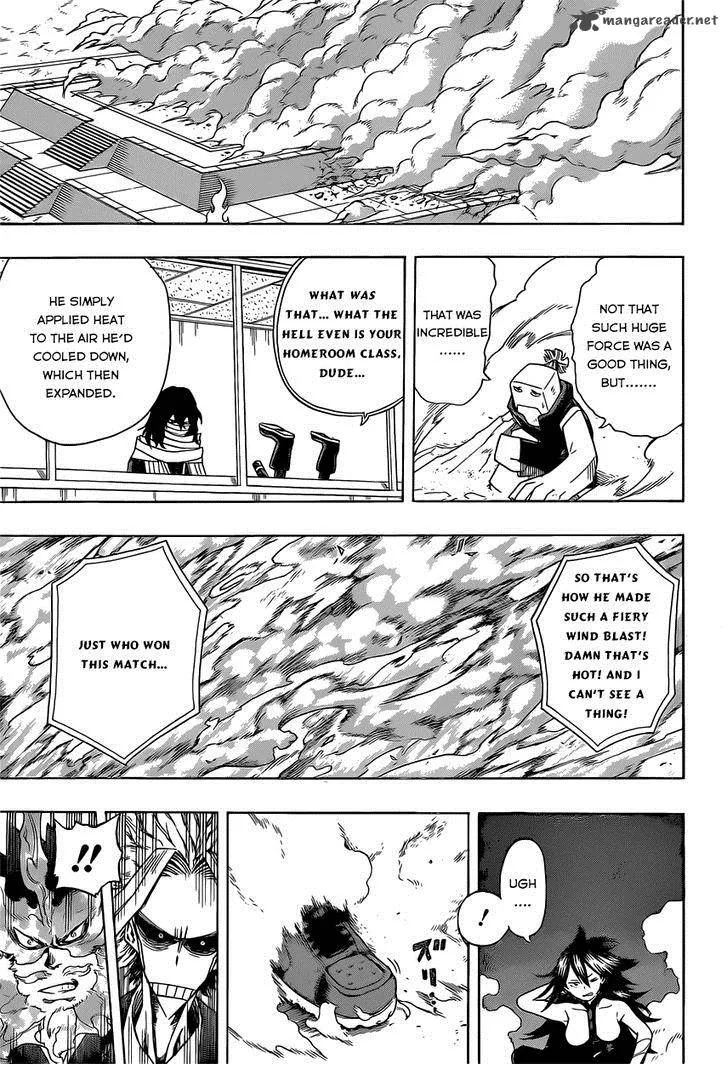 mangareader.net
NOT THAT
SUCH HUGE
FORCE WAS A
GOOD THING,
BUT.......
THAT WAS
INCREDIBLE
......
WHAT WAS
THAT... WHAT THE
HELL EVEN IS YOUR
HOMEROOM CLASS,
DUDE...
HE SIMPLY
APPLIED HEAT
TO THE AIR HE'D
COOLED DOWN,
WHICH THEN
EXPANDED.
SO THAT'S
HOW HE MADE
SUCH A FIERY
WIND BLAST!
DAMN THAT'S
HOT! AND I
CAN'T SEE A
THING!
JUST WHO WON
THIS MATCH...
UGH
....
!
ズリ...
!!